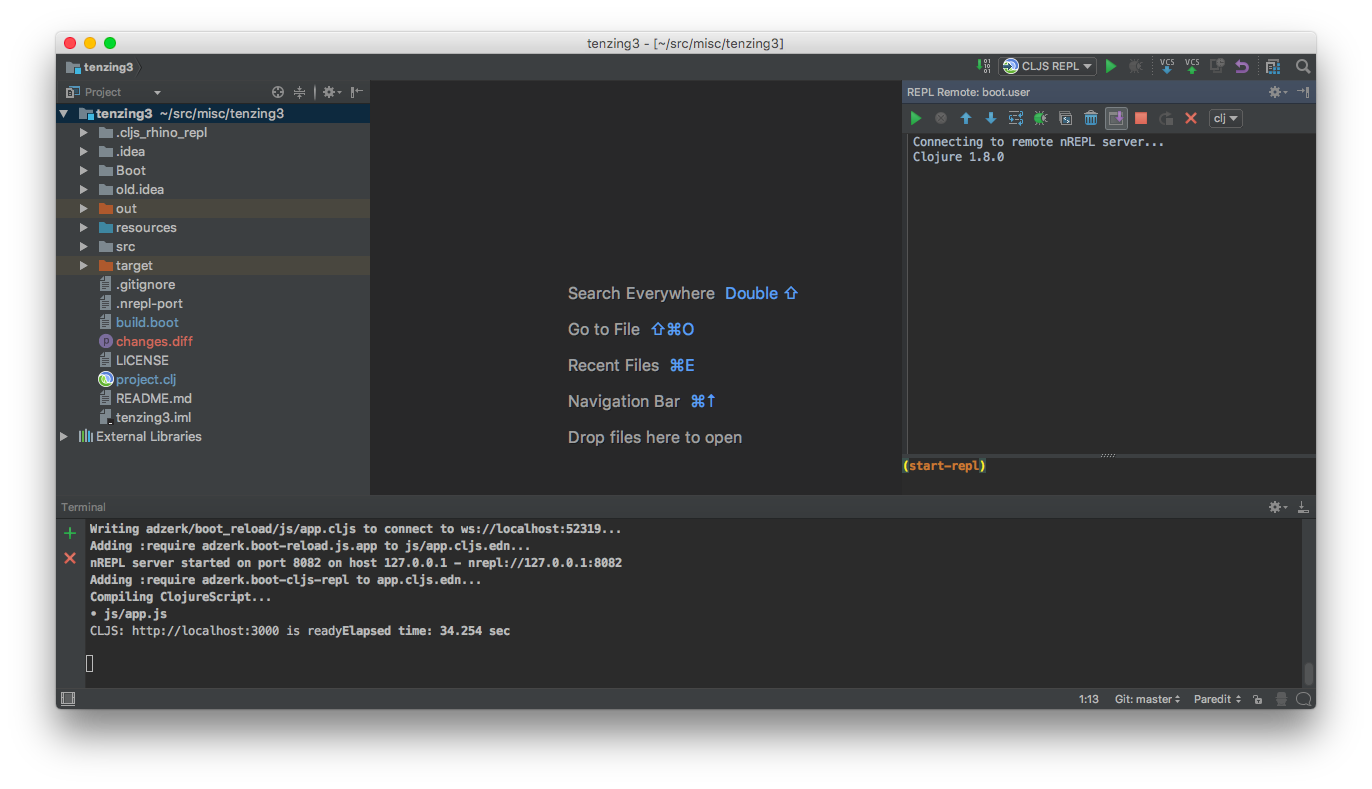 tenzing3 - [~/src/misc/tenzing3]
tenzing3
CLJS REPL
VCS
VCS
Project
tenzing3 ~/src/misc/tenzing3
.cljs_rhino_repl
.idea
Boot
old.idea
out
resources
src
target
.gitignore
.nrepl-port
build.boot
changes.diff
LICENSE
project.clj
README.md
tenzing3.iml
External Libraries
Search Everywhere Double ⇧
Go to File ⇧⌘O
Recent Files ⌘E
Navigation Bar ⌘↑
Drop files here to open
REPL Remote: boot.user
clj
Connecting to remote nREPL server...
Clojure 1.8.0
(start-repl)
Terminal
Writing adzerk/boot_reload/js/app.cljs to connect to ws://localhost:52319...
Adding :require adzerk.boot-reload.js.app to js/app.cljs.edn...
nREPL server started on port 8082 on host 127.0.0.1 - nrepl://127.0.0.1:8082
Adding :require adzerk.boot-cljs-repl to app.cljs.edn...
Compiling ClojureScript...
• js/app.js
CLJS: http://localhost:3000 is readyElapsed time: 34.254 sec
1:13 Git: master Paredit